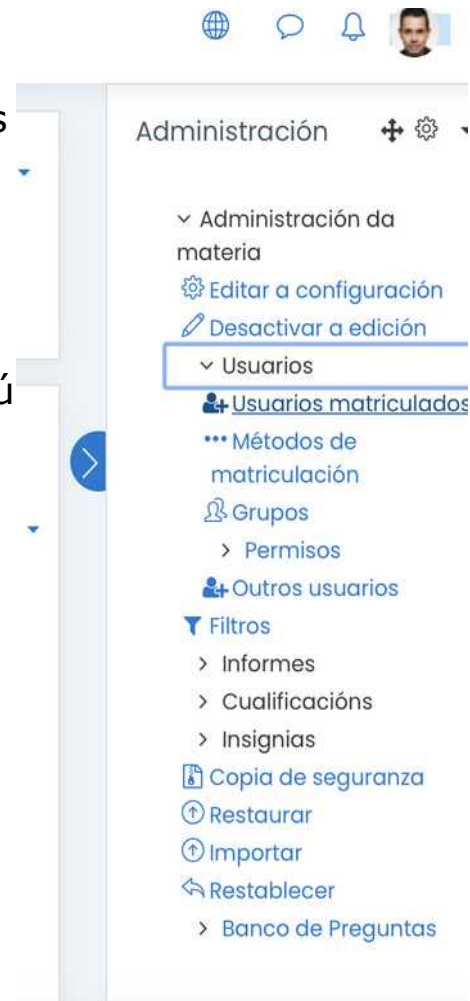 s
Administración
ú
Administración da
materia
Editar a configuración
Desactivar a edición
Usuarios
Usuarios matriculados
Métodos de
matriculación
Grupos
Permisos
Outros usuarios
Filtros
Informes
Cualificacións
Insignias
Copia de seguranza
Restaurar
Importar
Restablecer
Banco de Preguntas